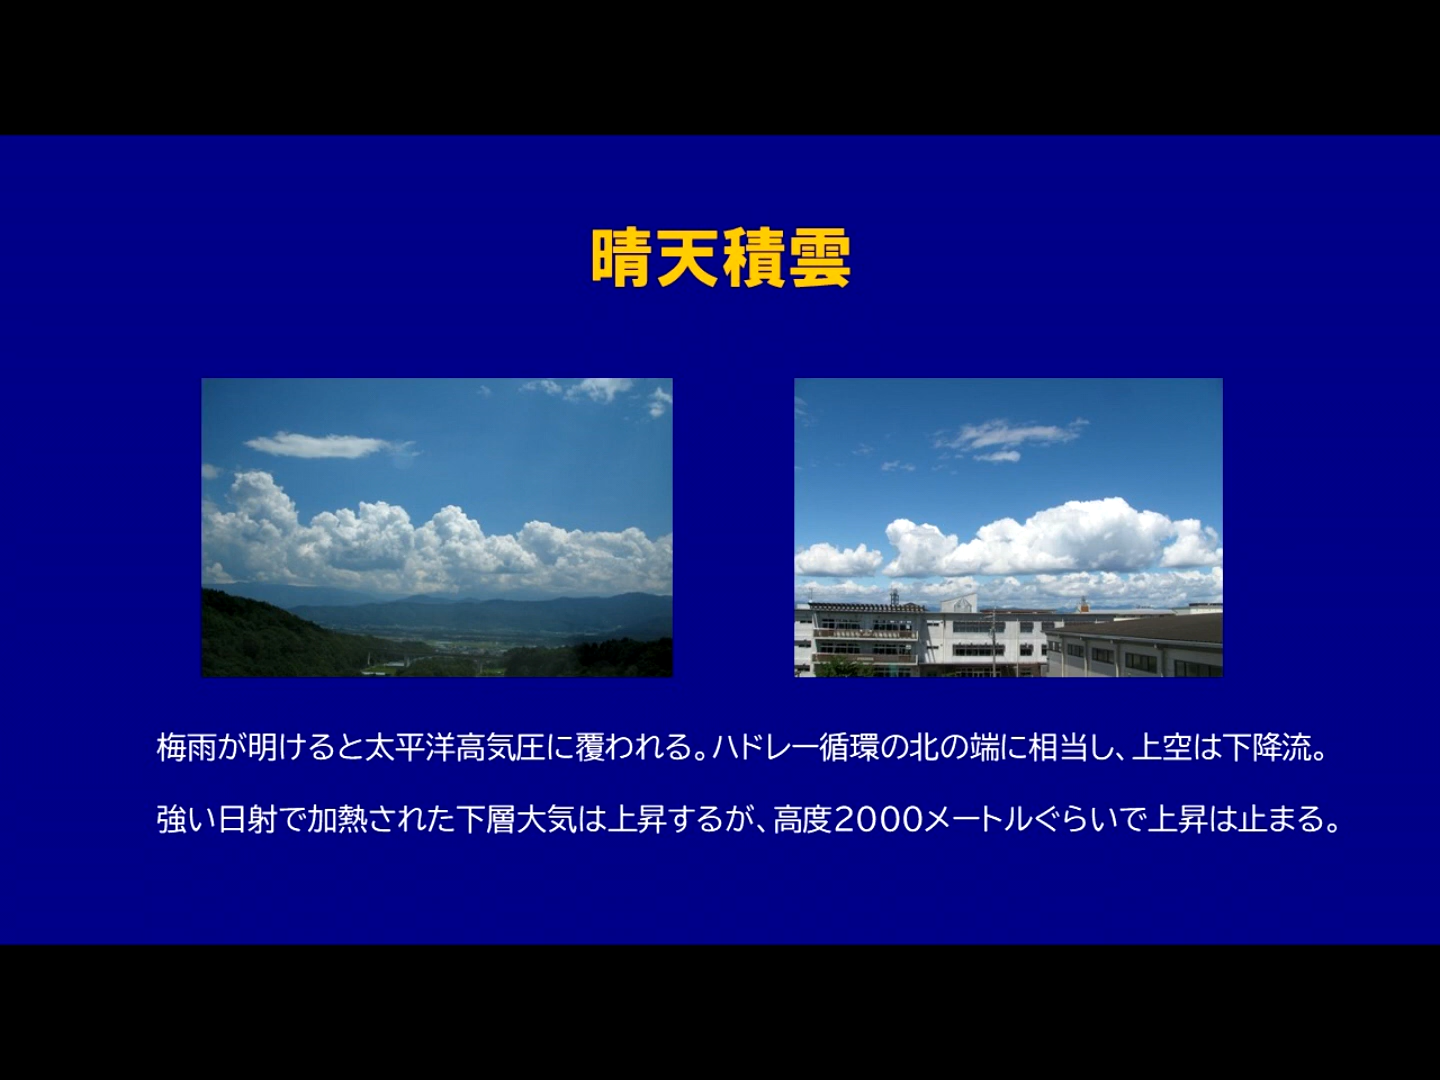 晴天積雲
梅雨が明けると太平洋高気圧に覆われる。ハドレー循環の北の端に相当し、上空は下降流。
強い日射で加熱された下層大気は上昇するが、高度2000メートルぐらいで上昇は止まる。